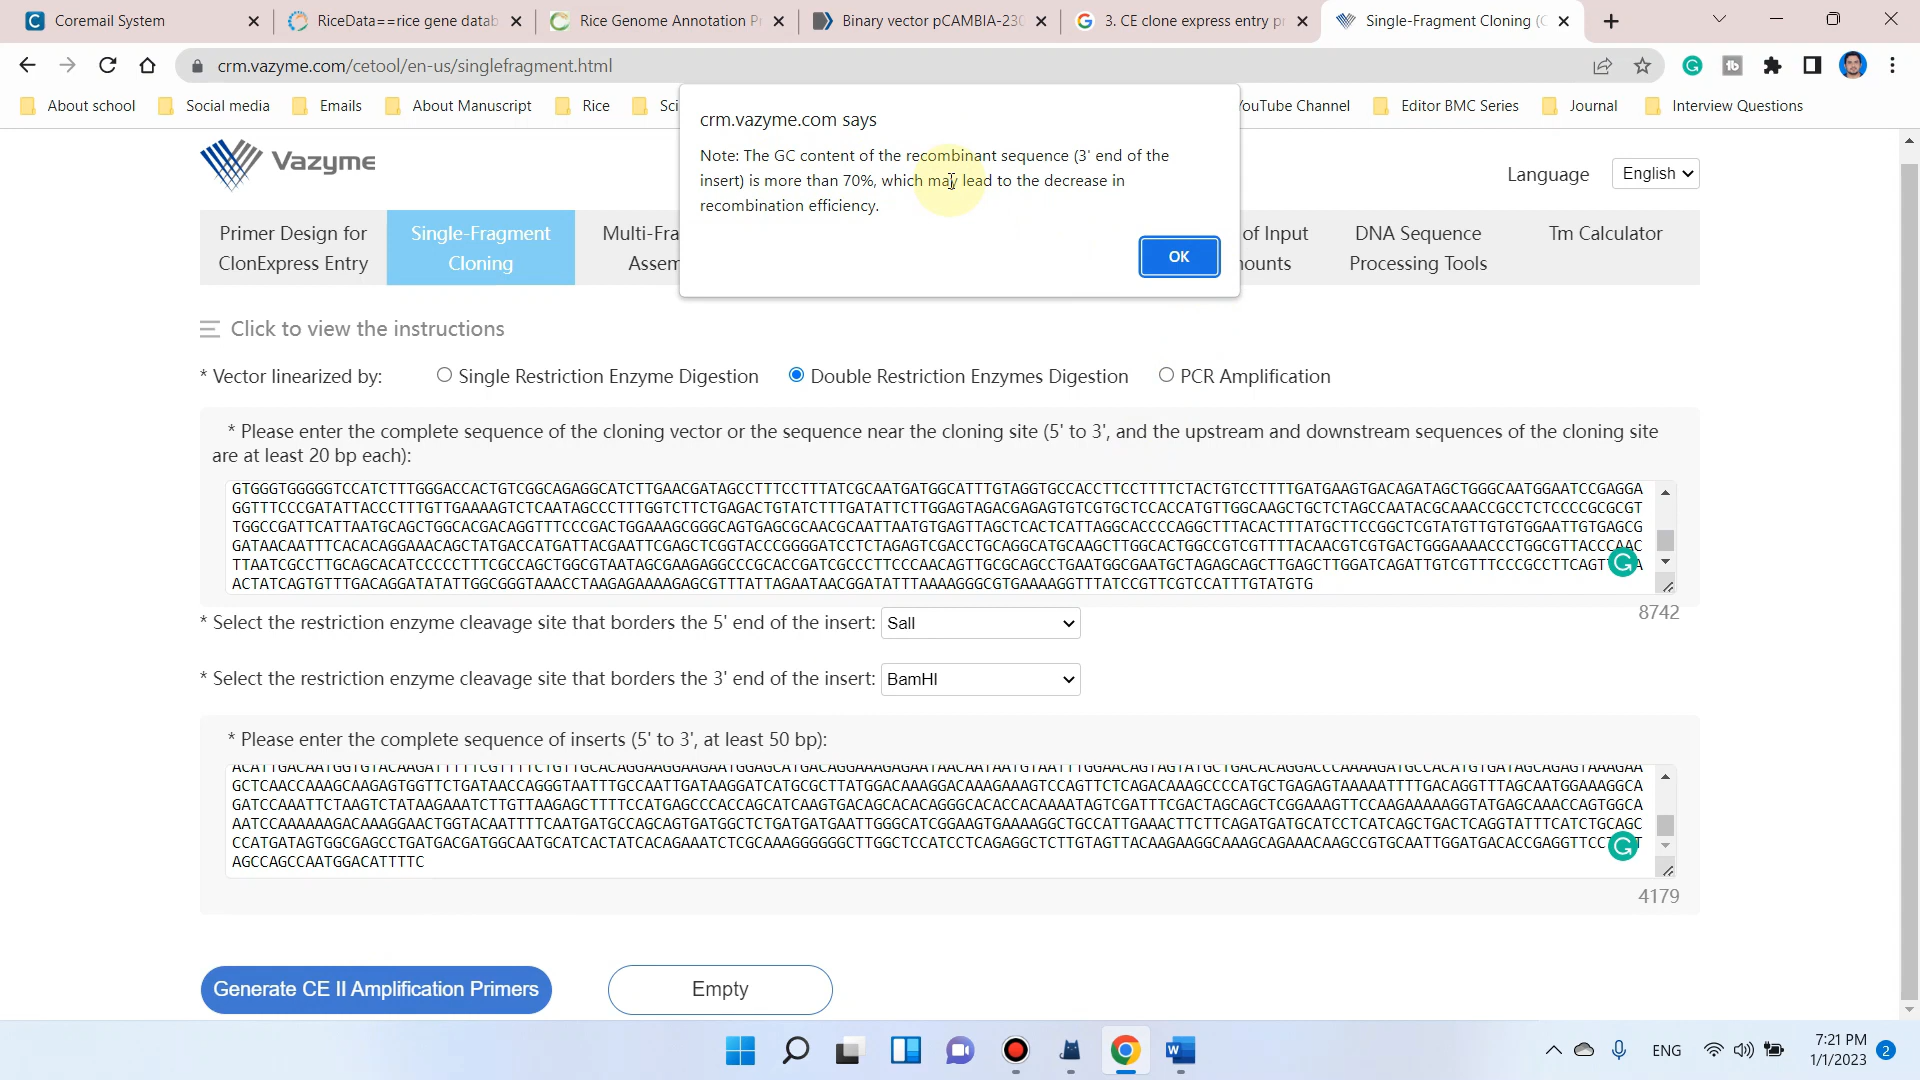 Coremail System
RiceData==rice gene datab
Rice Genome Annotation P
Binary vector pCAMBIA-230
3. CE clone express entry pr
Single-Fragment Cloning (C
crm.vazyme.com/cetool/en-us/singlefragment.html
About school
Social media
Emails
About Manuscript
Rice
Sci
YouTube Channel
Editor BMC Series
Journal
Interview Questions
crm.vazyme.com says
Note: The GC content of the recombinant sequence (3' end of the
insert) is more than 70%, which may lead to the decrease in
recombination efficiency.
OK
Vazyme
Language
English
Primer Design for
ClonExpress Entry
Single-Fragment
Cloning
Multi-Fra
Assem
of Input
ounts
DNA Sequence
Processing Tools
Tm Calculator
Click to view the instructions
* Vector linearized by:
Single Restriction Enzyme Digestion
Double Restriction Enzymes Digestion
PCR Amplification
* Please enter the complete sequence of the cloning vector or the sequence near the cloning site (5' to 3', and the upstream and downstream sequences of the cloning site
are at least 20 bp each):
GTGGGTGGGGGTCCATCTTTGGGACCACTGTCGGCAGAGGCATCTTGAACGATAGCCTTTCCTTTATCGCAATGATGGCATTTGTAGGTGCCACCTTCCTTTTCTACTGTCCTTTTGATGAAGTGACAGATAGCTGGGCAATGGAATCCGAGGA
GGTTTCCCGATATTACCCTTTGTTGAAAAGTCTCAATAGCCCTTTGGTCTTCTGAGACTGTATCTTTGATATTCTTGGAGTAGACGAGAGTGTCGTGCTCCACCATGTTGGCAAGCTGCTCTAGCCAATACGCAAACCGCCTCTCCCCGCGCGT
TGGCCGATTCATTAATGCAGCTGGCACGACAGGTTTCCCGACTGGAAAGCGGGCAGTGAGCGCAACGCAATTAATGTGAGTTAGCTCACTCATTAGGCACCCCAGGCTTTACACTTTATGCTTCCGGCTCGTATGTTGTGTGGAATTGTGAGCG
GATAACAATTTCACACAGGAAACAGCTATGACCATGATTACGAATTCGAGCTCGGTACCCGGGGATCCTCTAGAGTCGACCTGCAGGCATGCAAGCTTGGCACTGGCCGTCGTTTTACAACGTCGTGACTGGGAAAACCCTGGCGTTACCCAAC
TTAATCGCCTTGCAGCACATCCCCCTTTCGCCAGCTGGCGTAATAGCGAAGAGGCCCGCACCGATCGCCCTTCCCAACAGTTGCGCAGCCTGAATGGCGAATGCTAGAGCAGCTTGAGCTTGGATCAGATTGTCGTTTCCCGCCTTCAGT
ACTATCAGTGTTTGACAGGATATATTGGCGGGTAAACCTAAGAGAAAAGAGCGTTTATTAGAATAACGGATATTTAAAAGGGCGTGAAAAGGTTTATCCGTTCGTCCATTTGTATGTG
8742
* Select the restriction enzyme cleavage site that borders the 5' end of the insert:
SalI
* Select the restriction enzyme cleavage site that borders the 3' end of the insert:
BamHI
* Please enter the complete sequence of inserts (5' to 3', at least 50 bp):
GCTCAACCAAAGCAAGAGTGGTTCTGATAACCAGGGTAATTTGCCAATTGATAAGGATCATGCGCTTATGGACAAAGGACAAAGAAAGTCCAGTTCTCAGACAAAGCCCCATGCTGAGAGTAAAAATTTTGACAGGTTTAGCAATGGAAAGGCA
GATCCAAATTCTAAGTCTATAAGAAATCTTGTTAAGAGCTTTTCCATGAGCCCACCAGCATCAAGTGACAGCACACAGGGCACACCACAAAATAGTCGATTTCGACTAGCAGCTCGGAAAGTTCCAAGAAAAAGGTATGAGCAAACCAGTGGCA
AATCCAAAAAAGACAAAGGAACTGGTACAATTTTCAATGATGCCAGCAGTGATGGCTCTGATGATGAATTGGGCATCGGAAGTGAAAAGGCTGCCATTGAAACTTCTTCAGATGATGCATCCTCATCAGCTGACTCAGGTATTTCATCTGCAGC
CCATGATAGTGGCGAGCCTGATGACGATGGCAATGCATCACTATCACAGAAATCTCGCAAAGGGGGGCTTGGCTCCATCCTCAGAGGCTCTTGTAGTTACAAGAAGGCAAAGCAGAAACAAGCCGTGCAATTGGATGACACCGAGGTTCC
AGCCAGCCAATGGACATTTTC
4179
Generate CE II Amplification Primers
Empty
ENG
7:21 PM
1/1/2023
2